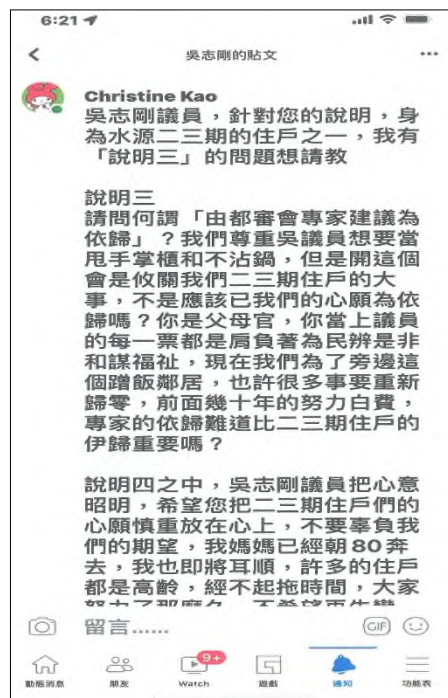 6:21
吳志剛的貼文
Christine Kao
吳志剛議員，針對您的說明，身
為水源二三期的住戶之一，我有
「說明三」的問題想請教
說明三
請問何謂「由都審會專家建議為
依歸」？我們尊重吳議員想要當
甩手掌櫃和不沾鍋，但是開這個
會是攸關我們二三期住戶的大
事，不是應該已我們的心願為依
歸嗎？你是父母官，你當上議員
的每一票都是肩負著為民辨是非
和謀福祉，現在我們為了旁邊這
個蹭飯鄰居，也許很多事要重新
歸零，前面幾十年的努力白費，
專家的依歸難道比二三期住戶的
伊歸重要嗎？
說明四之中，吳志剛議員把心意
昭明，希望您把二三期住戶們的
心願慎重放在心上，不要辜負我
們的期望，我媽媽已經朝80奔
去，我也即將耳順，許多的住戶
都是高齡，經不起拖時間，大家
努力了那麼久，不希望再生變
留言......
GIF
9+
動態消息 朋友 Watch 遊戲 通知 功能表